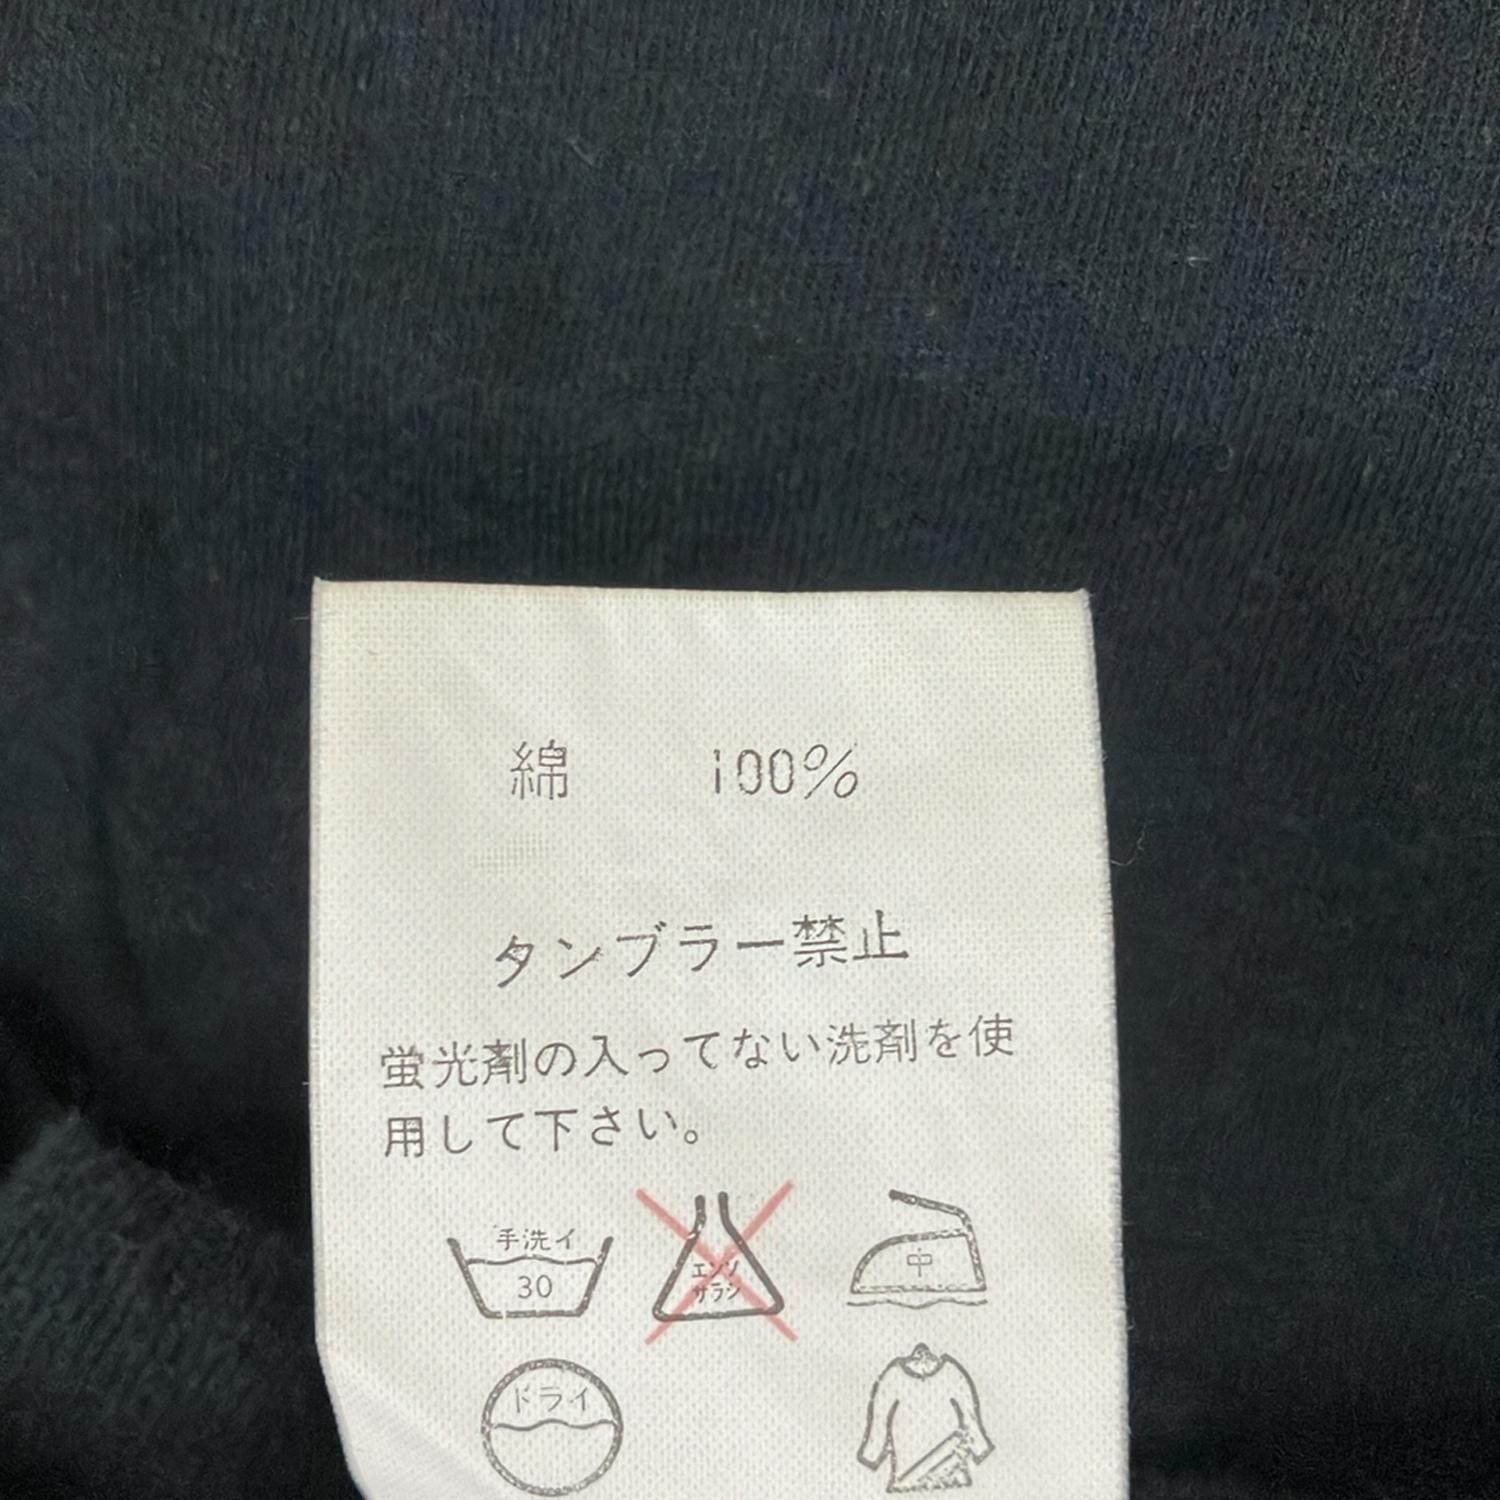 綿 100%
タンブラー禁止
蛍光剤の入ってない洗剤を使
用して下さい。
手洗イ
30
エンソ
サラシ
中
ドライ